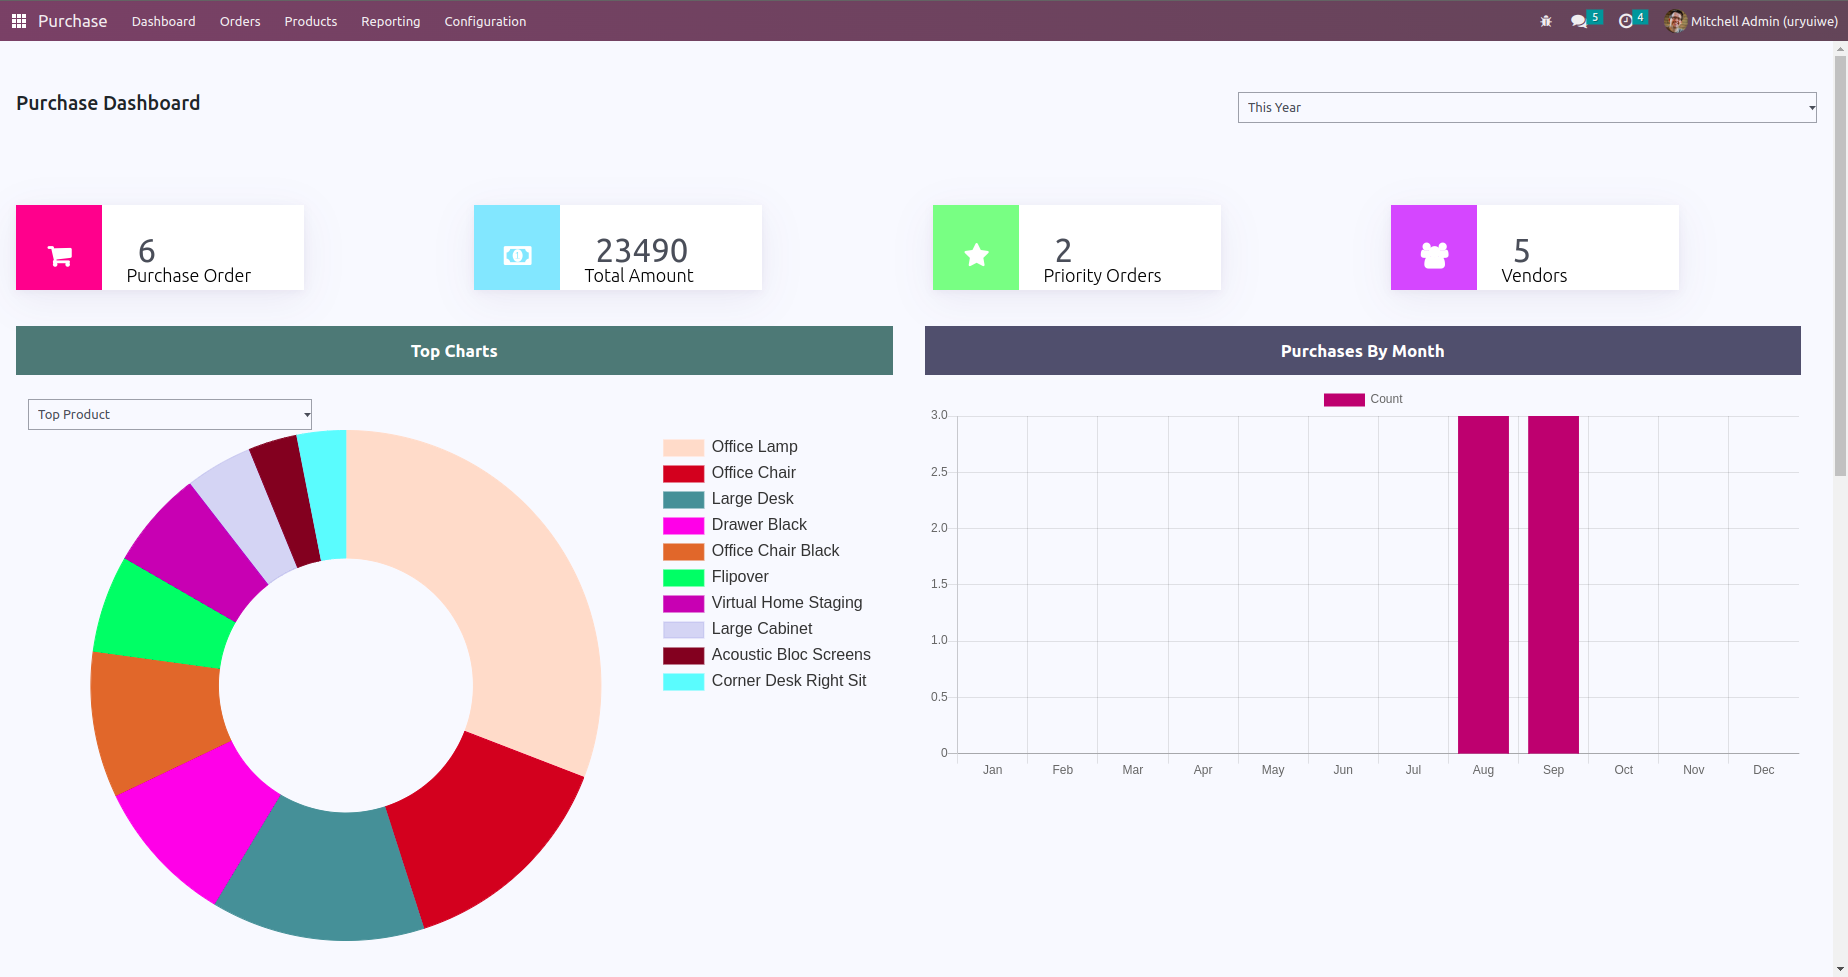 Purchase Dashboard Orders Products Reporting Configuration 5 4 Mitchell Admin (uryuiwe)
Purchase Dashboard
This Year
6
Purchase Order
23490
Total Amount
2
Priority Orders
5
Vendors
Top Charts
Top Product
Office Lamp
Office Chair
Large Desk
Drawer Black
Office Chair Black
Flipover
Virtual Home Staging
Large Cabinet
Acoustic Bloc Screens
Corner Desk Right Sit
Purchases By Month
Count
3.0
2.5
2.0
1.5
1.0
0.5
0
Jan Feb Mar Apr May Jun Jul Aug Sep Oct Nov Dec